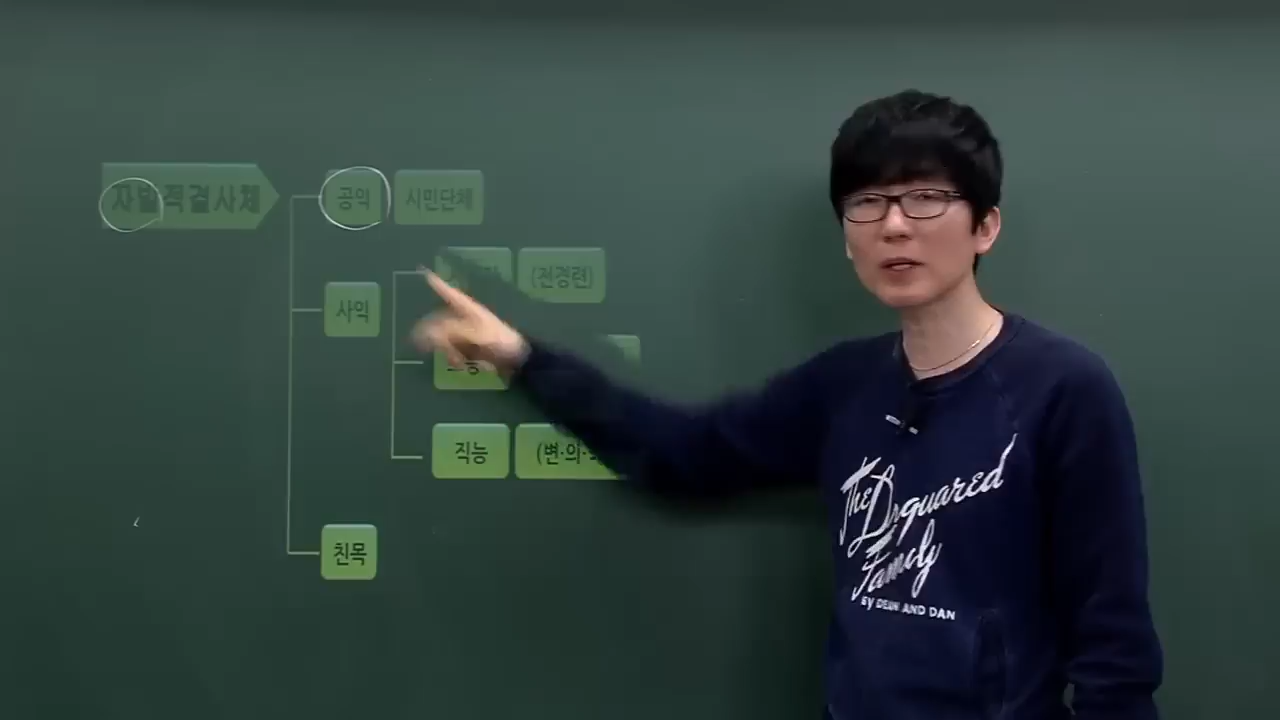 자발적결사체
공익 시민단체
(전경련)
사익
직능 (변·의·
친목
The Dsquared
Family
BY DEAN AND DAN